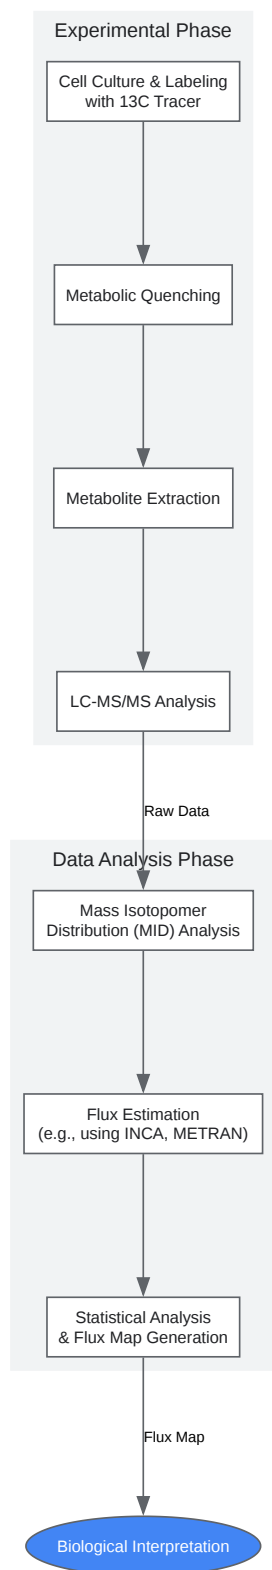 Experimental Phase
Cell Culture & Labeling
with 13C Tracer
Metabolic Quenching
Metabolite Extraction
LC-MS/MS Analysis
Raw Data
Data Analysis Phase
Mass Isotopomer
Distribution (MID) Analysis
Flux Estimation
(e.g., using INCA, METRAN)
Statistical Analysis
& Flux Map Generation
Flux Map
Biological Interpretation